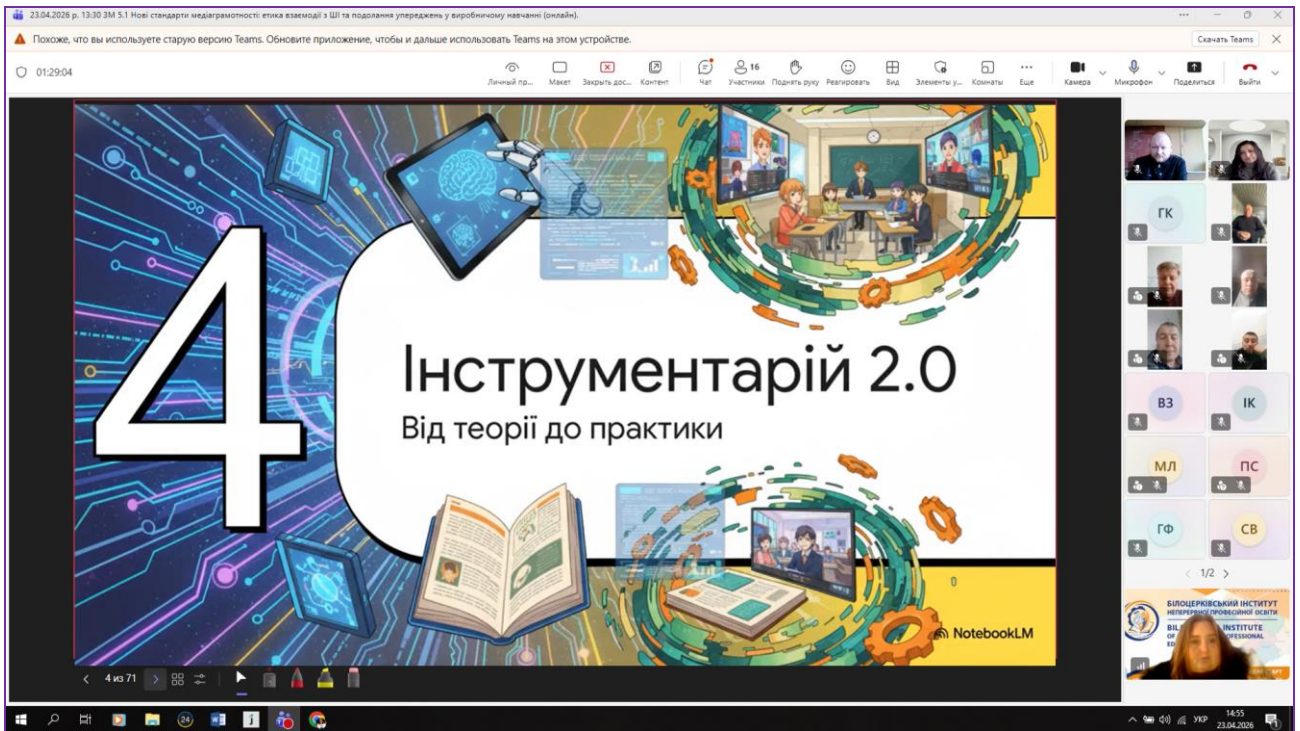 23.04.2026 р. 13:30 ЗМ 5.1 Нові стандарти медіаграмотності: етика взаємодії з ШІ та подолання упереджень у виробничому навчанні (онлайн).
Похоже, что вы используете старую версию Teams. Обновите приложение, чтобы и дальше использовать Teams на этом устройстве.
Скачать Teams
01:29:04
Личный пр...
Макет
Закрыть дос...
Контент
Чат
16
Участники
Поднять руку
Реагировать
Вид
Элементы у...
Комнаты
Еще
Камера
Микрофон
Поделиться
Выйти
4
Інструментарій 2.0
Від теорії до практики
NotebookLM
ГК
ВЗ
ІК
МЛ
ПС
ГФ
СВ
1/2
БІЛОЦЕРКІВСЬКИЙ ІНСТИТУТ
НЕПЕРЕРВНОЇ ПРОФЕСІЙНОЇ ОСВІТИ
INSTITUTE
4 из 71
24
УКР
14:55
23.04.2026